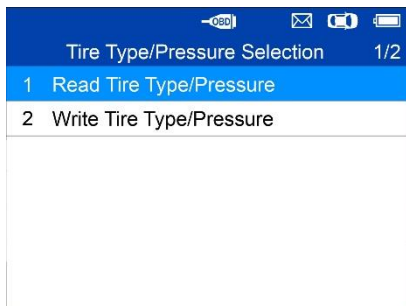 OBD
Tire Type/Pressure Selection 1/2
1 Read Tire Type/Pressure
2 Write Tire Type/Pressure